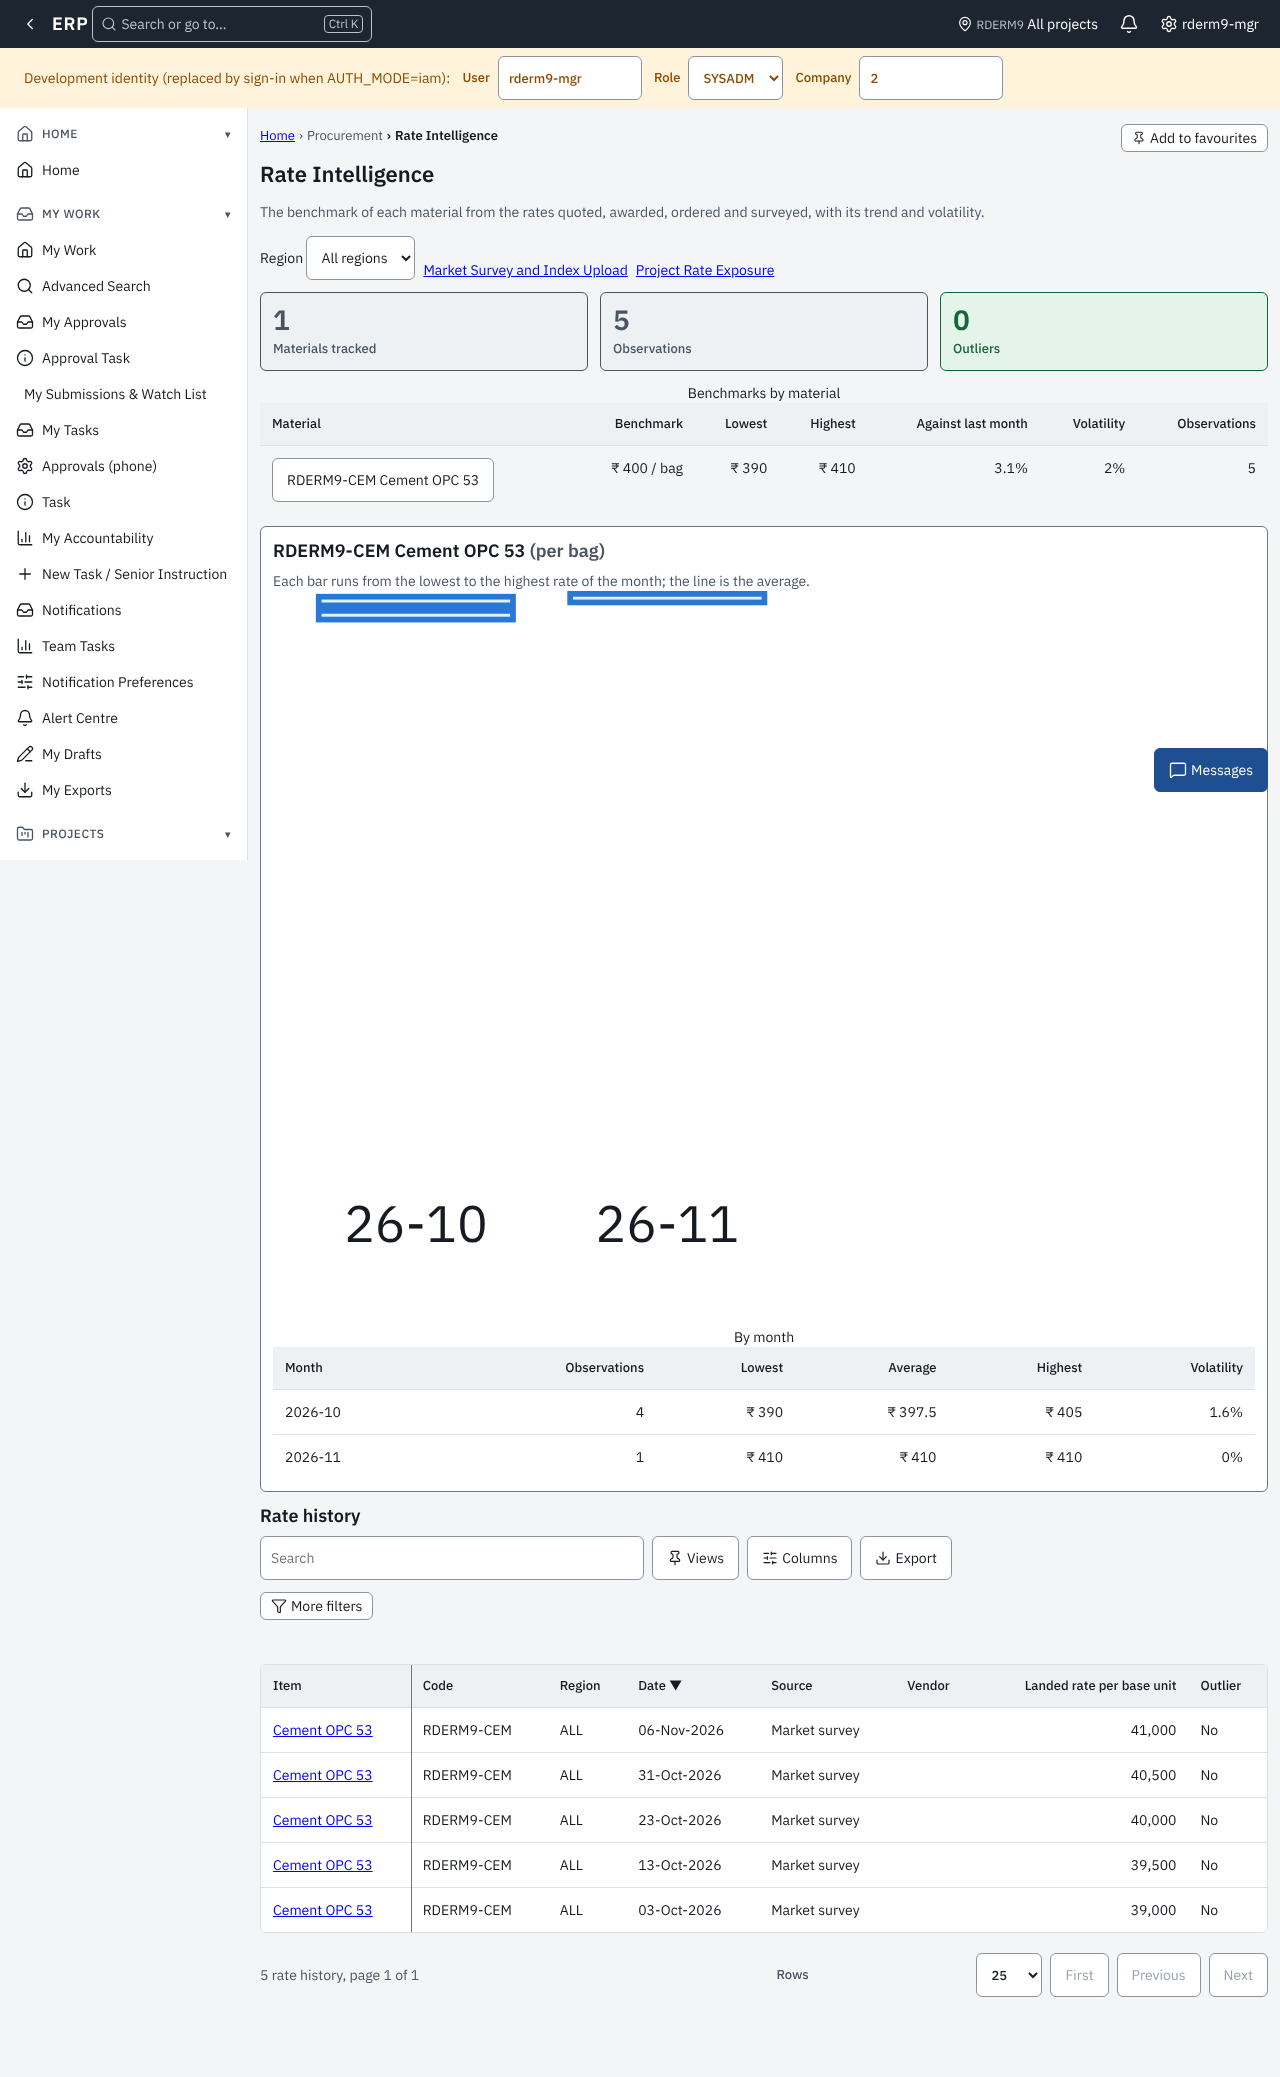 ERP Search or go to... Ctrl K RDERM9 All projects rderm9-mgr
Development identity (replaced by sign-in when AUTH_MODE=iam): User rderm9-mgr Role SYSADM Company 2
HOME
Home
MY WORK
My Work
Advanced Search
My Approvals
Approval Task
My Submissions & Watch List
My Tasks
Approvals (phone)
Task
My Accountability
New Task / Senior Instruction
Notifications
Team Tasks
Notification Preferences
Alert Centre
My Drafts
My Exports
PROJECTS
Home › Procurement › Rate Intelligence
Add to favourites
Rate Intelligence
The benchmark of each material from the rates quoted, awarded, ordered and surveyed, with its trend and volatility.
Region All regions Market Survey and Index Upload Project Rate Exposure
1
Materials tracked
5
Observations
0
Outliers
Benchmarks by material
Material Benchmark Lowest Highest Against last month Volatility Observations
RDERM9-CEM Cement OPC 53 ₹ 400 / bag ₹ 390 ₹ 410 3.1% 2% 5
RDERM9-CEM Cement OPC 53 (per bag)
Each bar runs from the lowest to the highest rate of the month; the line is the average.
Messages
26-10 26-11
By month
Month Observations Lowest Average Highest Volatility
2026-10 4 ₹ 390 ₹ 397.5 ₹ 405 1.6%
2026-11 1 ₹ 410 ₹ 410 ₹ 410 0%
Rate history
Search Views Columns Export
More filters
Item Code Region Date ▼ Source Vendor Landed rate per base unit Outlier
Cement OPC 53 RDERM9-CEM ALL 06-Nov-2026 Market survey 41,000 No
Cement OPC 53 RDERM9-CEM ALL 31-Oct-2026 Market survey 40,500 No
Cement OPC 53 RDERM9-CEM ALL 23-Oct-2026 Market survey 40,000 No
Cement OPC 53 RDERM9-CEM ALL 13-Oct-2026 Market survey 39,500 No
Cement OPC 53 RDERM9-CEM ALL 03-Oct-2026 Market survey 39,000 No
5 rate history, page 1 of 1 Rows 25 First Previous Next